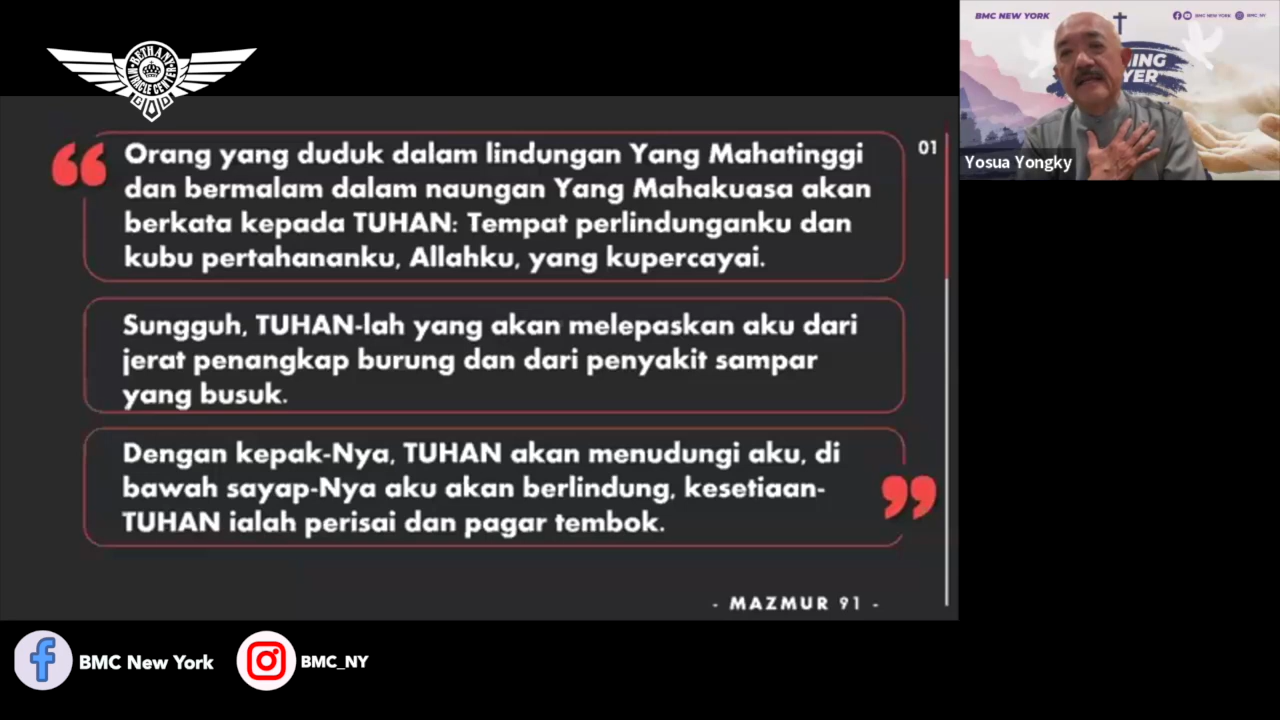 BETHANY
MIRACLE CENTER
Orang yang duduk dalam lindungan Yang Mahatinggi
dan bermalam dalam naungan Yang Mahakuasa akan
berkata kepada TUHAN: Tempat perlindunganku dan
kubu pertahananku, Allahku, yang kupercayai.
01
Sungguh, TUHAN-lah yang akan melepaskan aku dari
jerat penangkap burung dan dari penyakit sampar
yang busuk.
Dengan kepak-Nya, TUHAN akan menudungi aku, di
bawah sayap-Nya aku akan berlindung, kesetiaan-
TUHAN ialah perisai dan pagar tembok.
- MAZMUR 91 -
BMC NEW YORK
BMC NEW YORK
BMC_NY
Yosua Yongky
BMC New York
BMC_NY